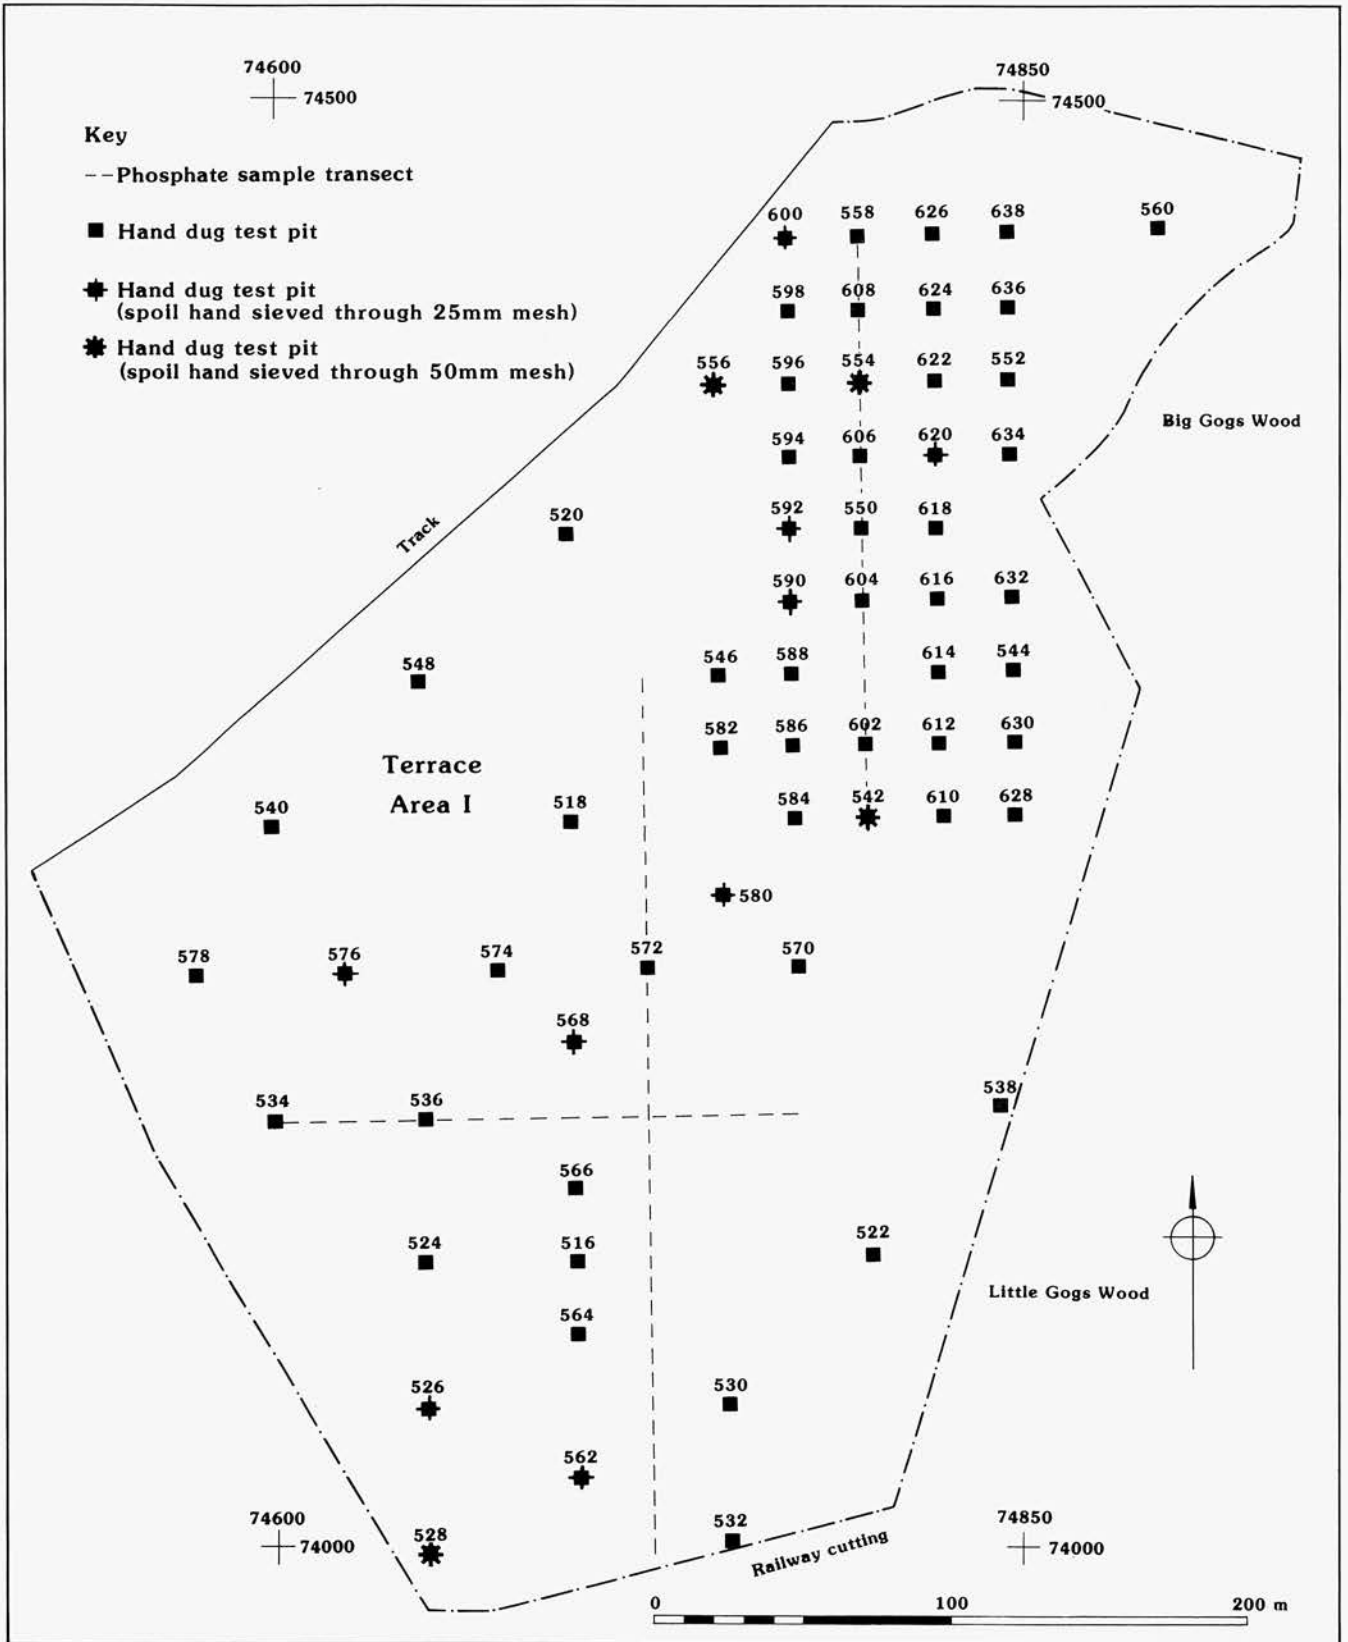 74600
74500
74850
74500
Key
Phosphate sample transect
Hand dug test pit
Hand dug test pit
(spoil hand sieved through 25mm mesh)
Hand dug test pit
(spoil hand sieved through 50mm mesh)
600 558 626 638 560
598 608 624 636
556 596 554 622 552
Big Gogs Wood
594 606 620 634
520 592 550 618
Track
590 604 616 632
548 546 588 614 544
582 586 602 612 630
Terrace
Area I
540 518 584 542 610 628
580
578 576 574 572 570
568
534 536 538
566
524 516 522
Little Gogs Wood
564
526 530
562
74600
74000
528 532
74850
74000
Railway cutting
0 100 200 m